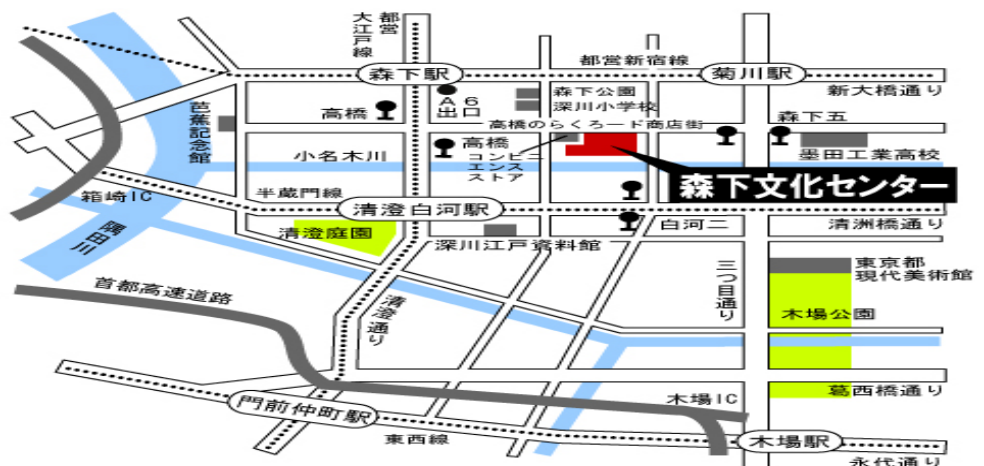 都営
大江戸線
森下駅
都営新宿線
菊川駅
新大橋通り
芭蕉記念館
高橋
A6
出口
森下公園
深川小学校
森下五
高橋のらくろード商店街
高橋
コンビニ
エンス
ストア
墨田工業高校
小名木川
森下文化センター
箱崎IC
半蔵門線
清澄白河駅
隅田川
清澄庭園
深川江戸資料館
白河二
清洲橋通り
三つ目通り
東京都
現代美術館
首都高速道路
清澄通り
木場公園
木場IC
葛西橋通り
門前仲町駅
東西線
木場駅
永代通り